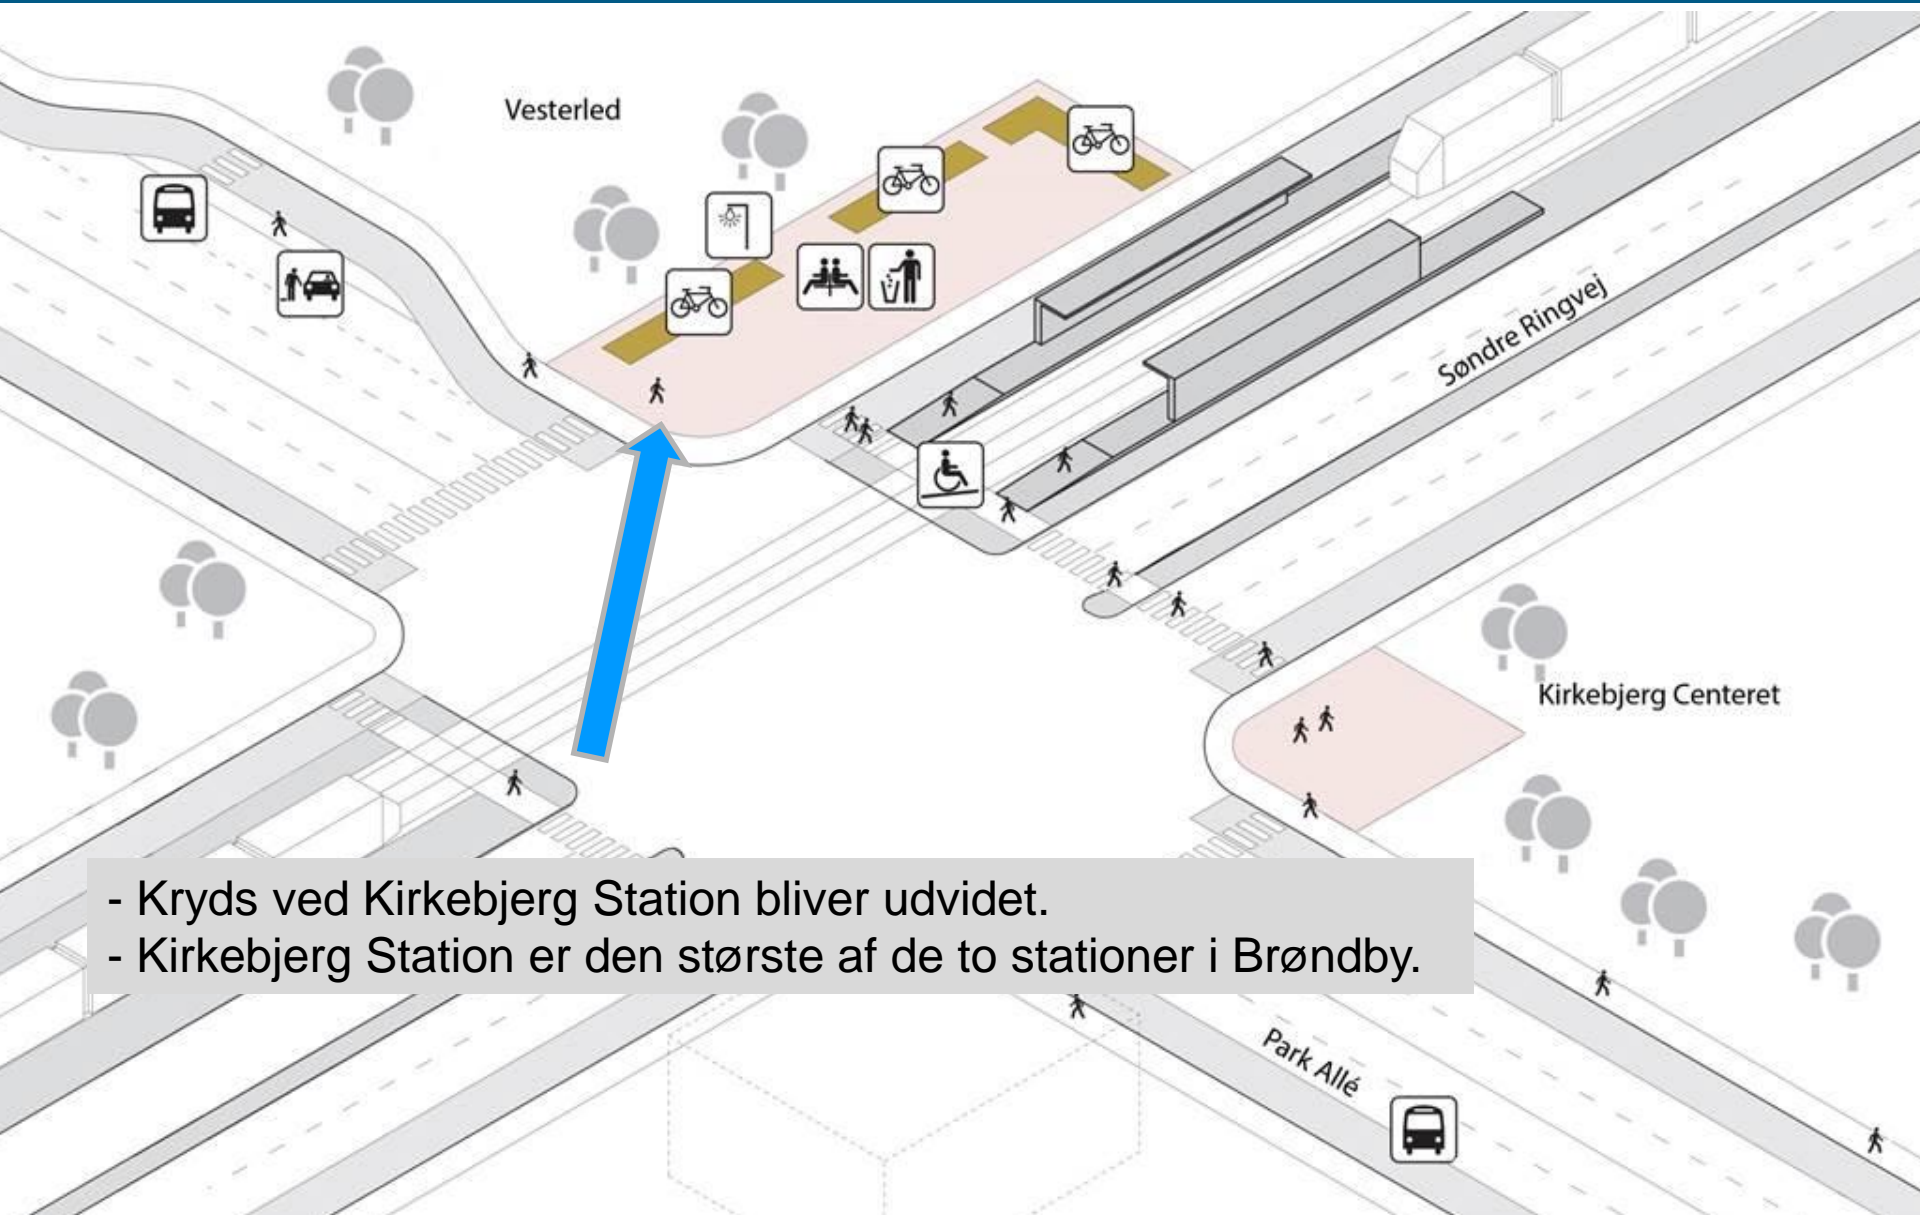 Vesterled
Søndre Ringvej
Kirkebjerg Centeret
- Kryds ved Kirkebjerg Station bliver udvidet.
- Kirkebjerg Station er den største af de to stationer i Brøndby.
Park Allé